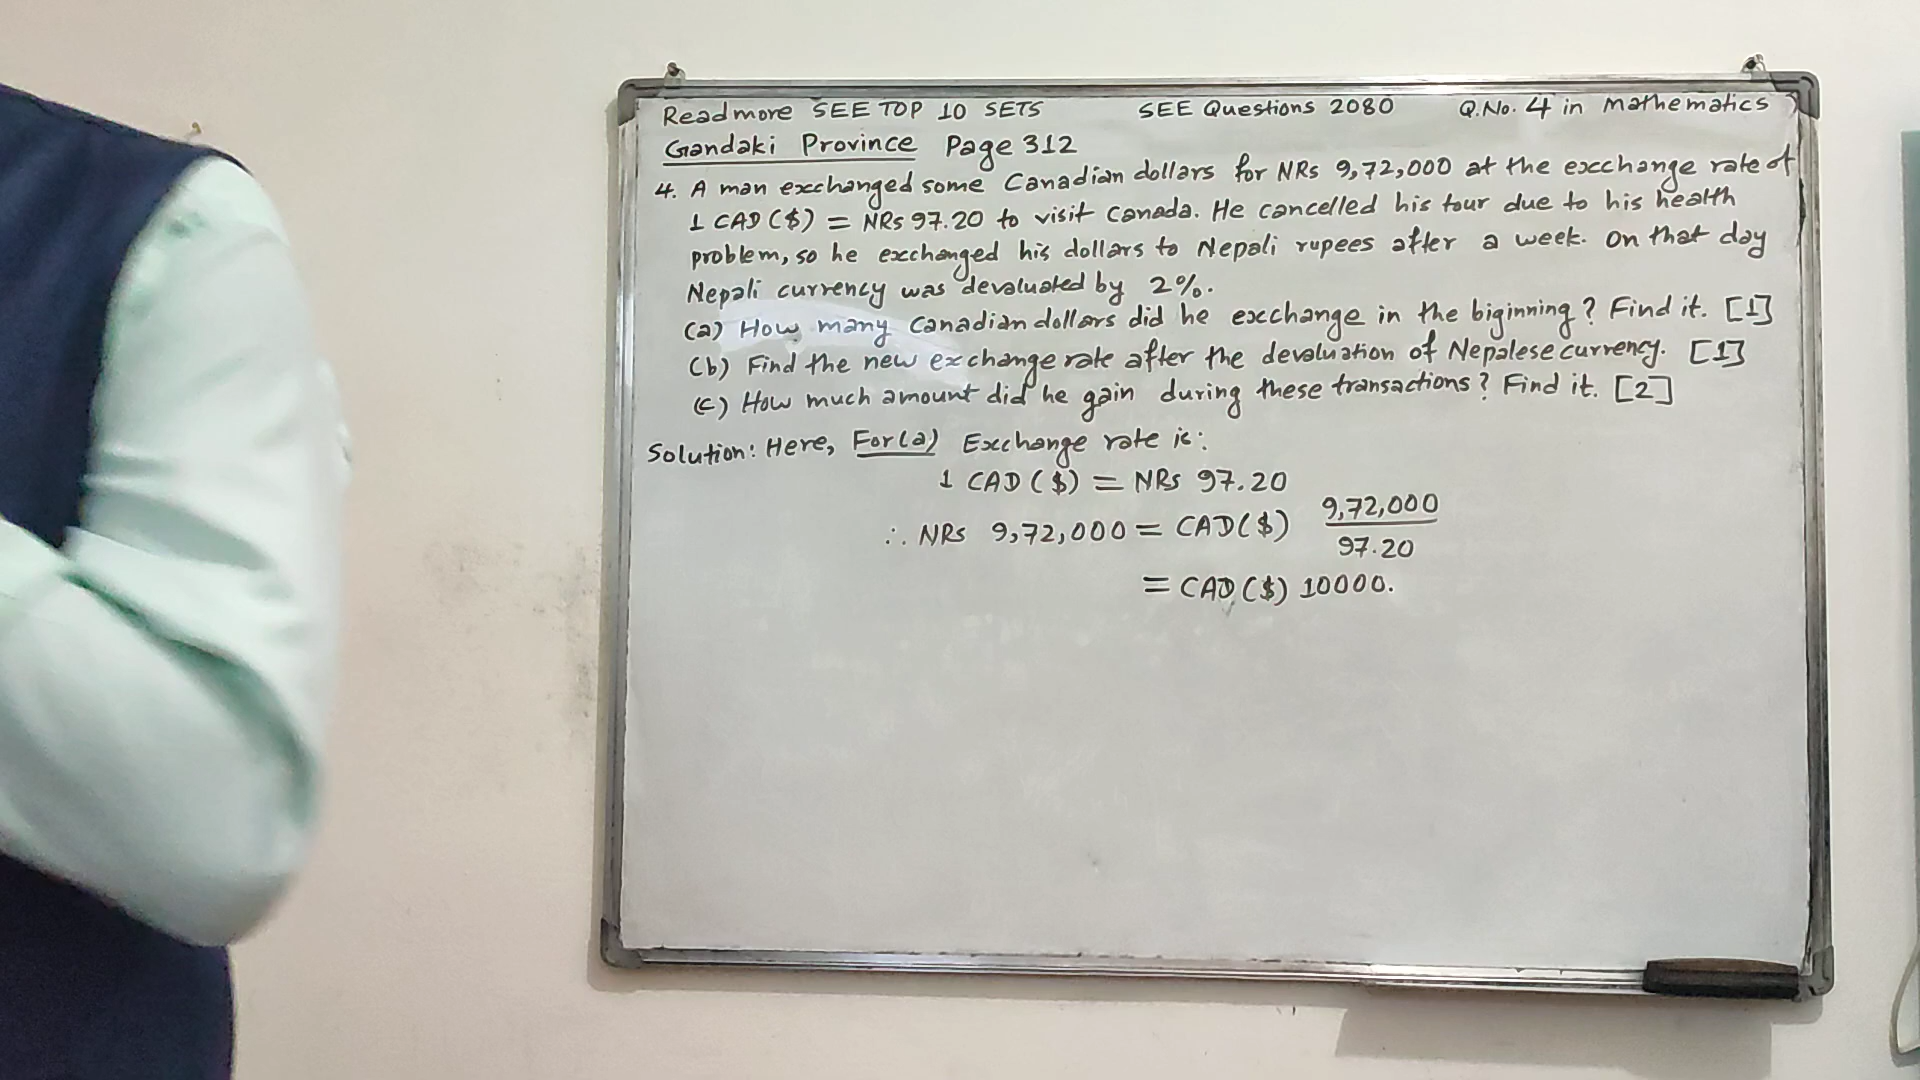 Readmore SEE TOP 10 SETS SEE Questions 2080 Q.No. 4 in Mathematics
Gandaki Province Page 312
4. A man exchanged some Canadian dollars for NRs 9,72,000 at the exchange rate of
1 CAD ($) = NRs 97.20 to visit Canada. He cancelled his tour due to his health
problem, so he exchanged his dollars to Nepali rupees after a week. On that day
Nepali currency was devaluated by 2%.
(a) How many Canadian dollars did he exchange in the biginning? Find it. [1]
(b) Find the new exchange rate after the devaluation of Nepalese currency. [1]
(c) How much amount did he gain during these transactions? Find it. [2]
Solution: Here, For (a) Exchange rate is:
1 CAD ($) = NRs 97.20
∴ NRs 9,72,000 = CAD($) 9,72,000 / 97.20
= CAD ($) 10000.